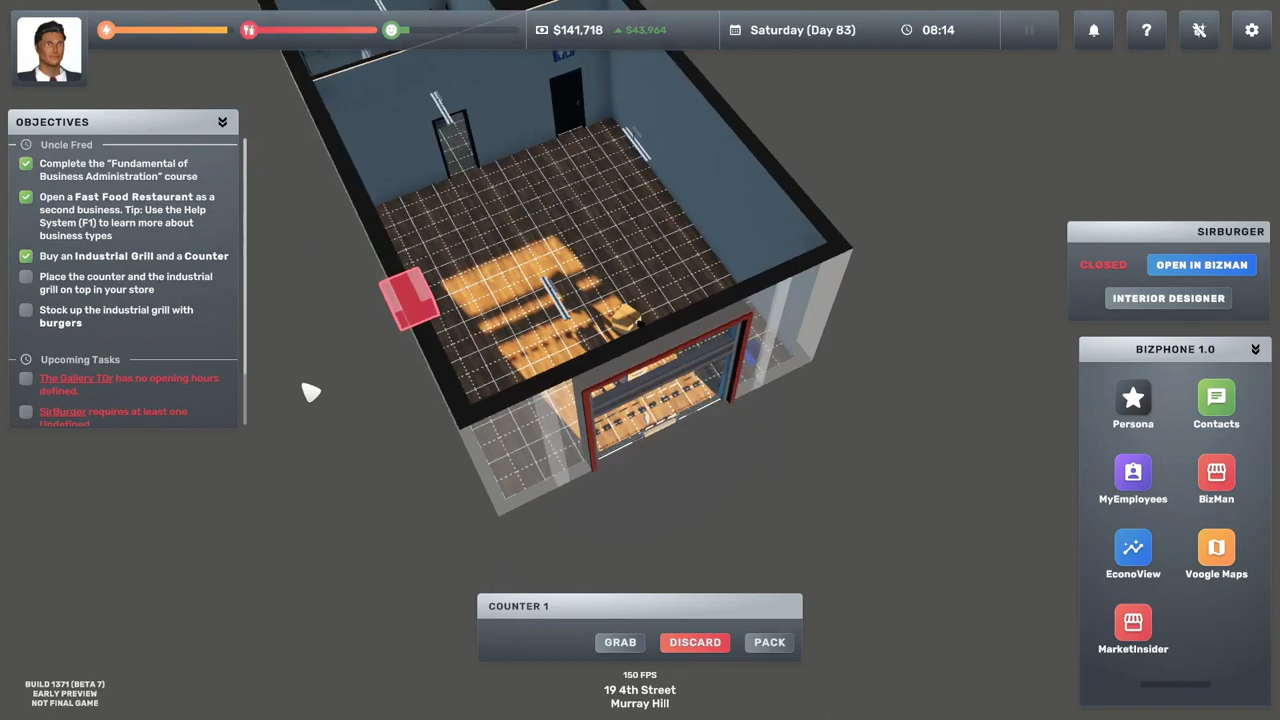 $141,718
$43,964
Saturday (Day 83)
08:14
?
OBJECTIVES
Uncle Fred
Complete the "Fundamental of
Business Administration" course
Open a Fast Food Restaurant as a
second business. Tip: Use the Help
System (F1) to learn more about
business types
Buy an Industrial Grill and a Counter
Place the counter and the industrial
grill on top in your store
Stock up the industrial grill with
burgers
Upcoming Tasks
The Gallery TDr has no opening hours
defined.
SirBurger requires at least one
Undefined
SIRBURGER
CLOSED
OPEN IN BIZMAN
INTERIOR DESIGNER
BIZPHONE 1.0
Persona
Contacts
MyEmployees
BizMan
EconoView
Voogle Maps
MarketInsider
COUNTER 1
GRAB
DISCARD
PACK
150 FPS
19 4th Street
Murray Hill
BUILD 1371 (BETA 7)
EARLY PREVIEW
NOT FINAL GAME